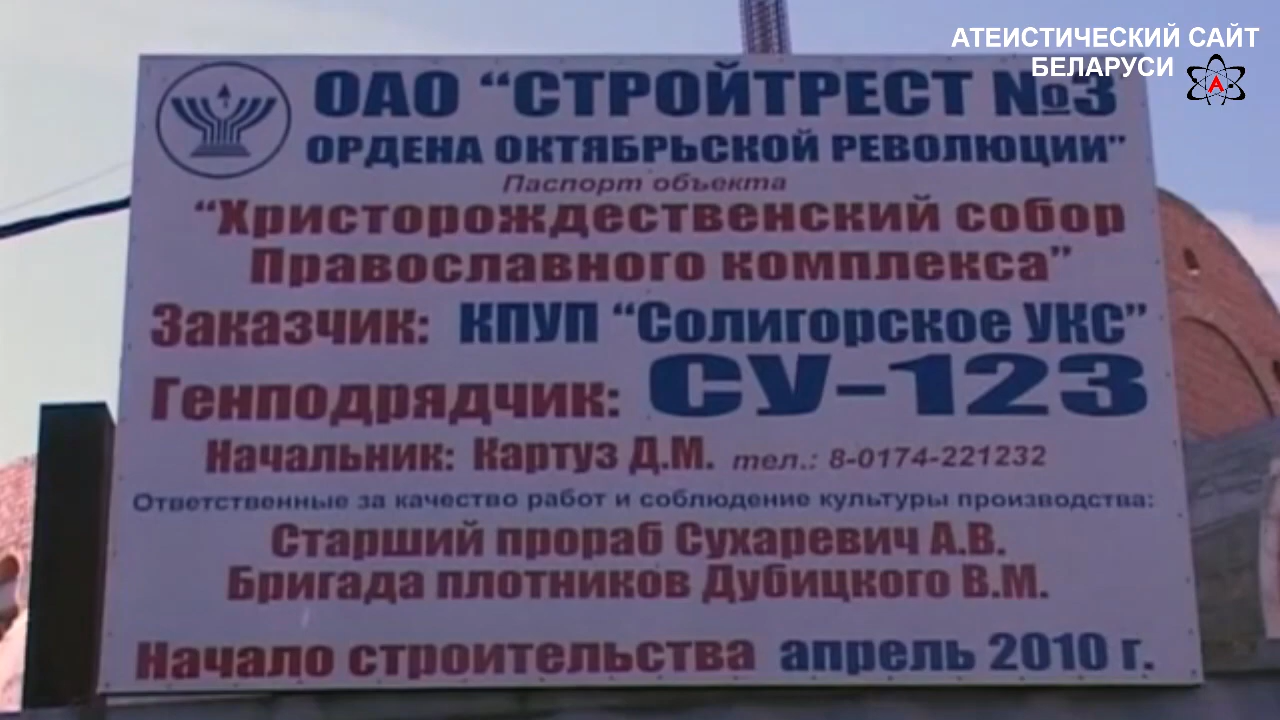 АТЕИСТИЧЕСКИЙ САЙТ
БЕЛАРУСИ
А
ОАО “СТРОЙТРЕСТ №3
ОРДЕНА ОКТЯБРЬСКОЙ РЕВОЛЮЦИИ”
Паспорт объекта
“Христорождественский собор
Православного комплекса”
Заказчик: КПУП “Солигорское УКС”
Генподрядчик: СУ-123
Начальник: Картуз Д.М. тел.: 8-0174-221232
Ответственные за качество работ и соблюдение культуры производства:
Старший прораб Сухаревич А.В.
Бригада плотников Дубицкого В.М.
Начало строительства апрель 2010 г.